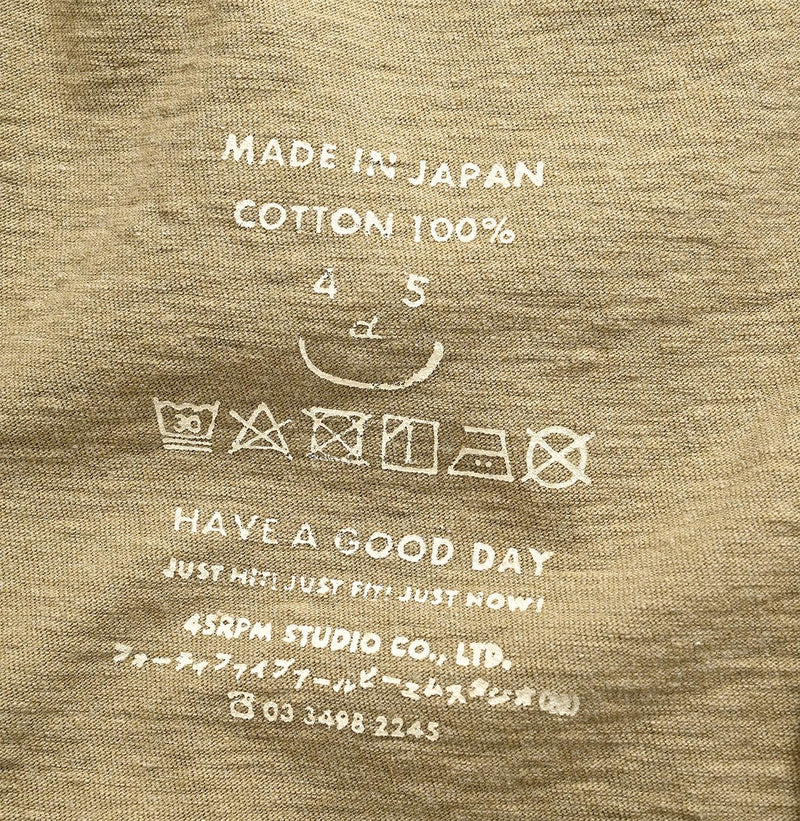 MADE IN JAPAN
COTTON 100%
4 5
d
30
HAVE A GOOD DAY
JUST HIT! JUST FIT! JUST NOW!
45RPM STUDIO CO., LTD.
フォーティファイブアールピーエムスタジオ(株)
☎ 03 3498 2245